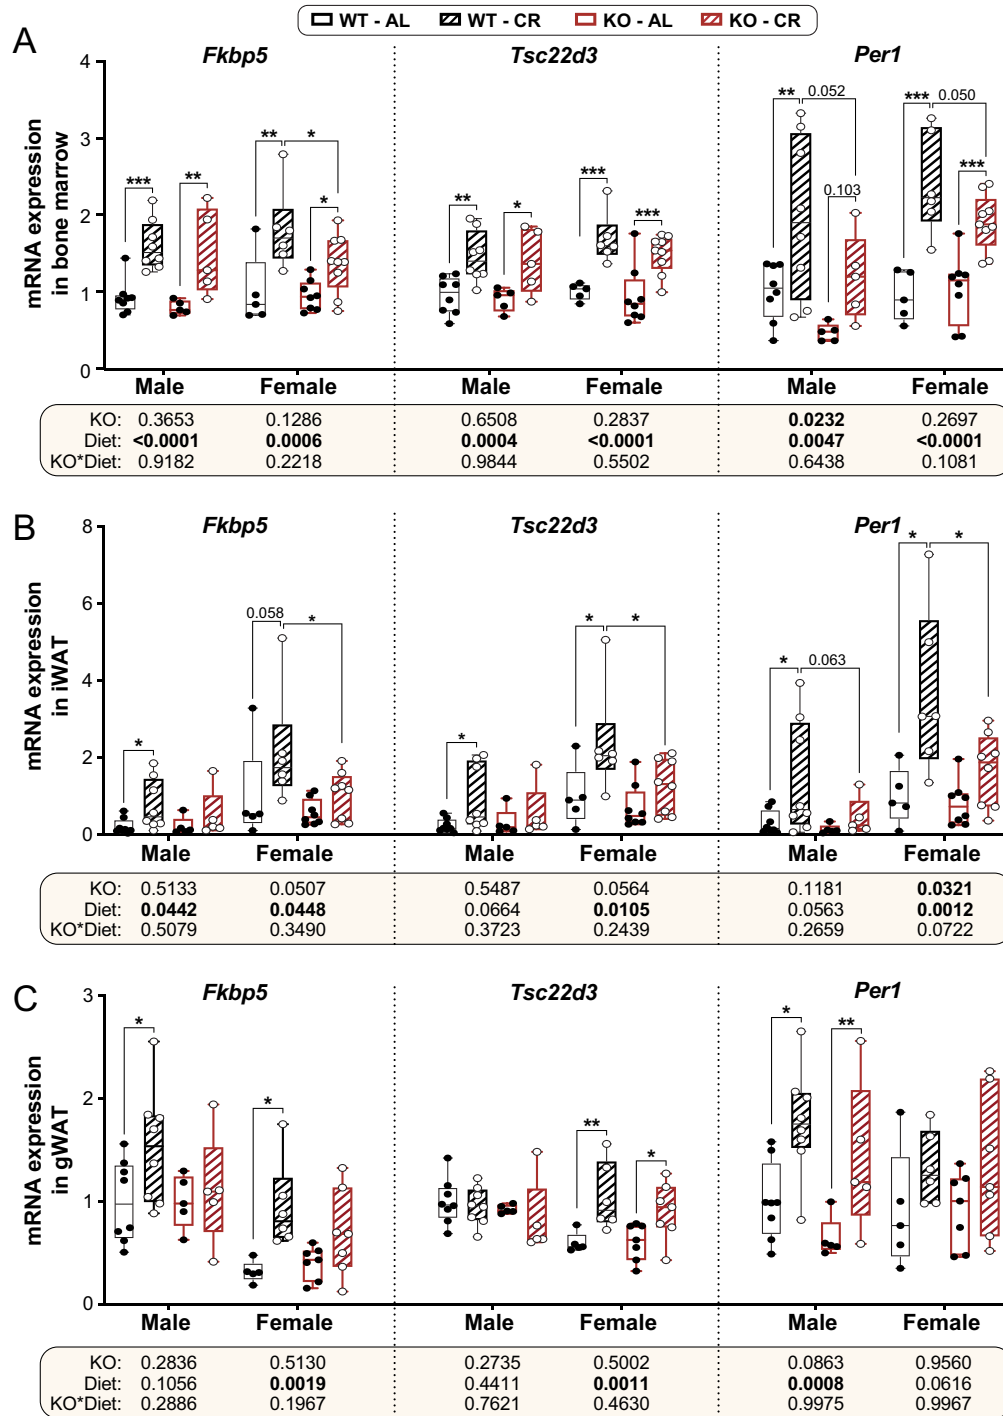 WT - AL WT - CR KO - AL KO - CR
A
Fkbp5 Tsc22d3 Per1
mRNA expression
in bone marrow
4
3
2
1
0
*** ** ** * *
** * *** ***
** 0.052 0.103 *** 0.050 ***
Male Female Male Female Male Female
KO: 0.3653 0.1286 0.6508 0.2837 0.0232 0.2697
Diet: <0.0001 0.0006 0.0004 <0.0001 0.0047 <0.0001
KO*Diet: 0.9182 0.2218 0.9844 0.5502 0.6438 0.1081
B
Fkbp5 Tsc22d3 Per1
mRNA expression
in iWAT
8
6
4
2
0
* 0.058 *
* * *
* 0.063 * *
Male Female Male Female Male Female
KO: 0.5133 0.0507 0.5487 0.0564 0.1181 0.0321
Diet: 0.0442 0.0448 0.0664 0.0105 0.0563 0.0012
KO*Diet: 0.5079 0.3490 0.3723 0.2439 0.2659 0.0722
C
Fkbp5 Tsc22d3 Per1
mRNA expression
in gWAT
3
2
1
0
* *
** *
* **
Male Female Male Female Male Female
KO: 0.2836 0.5130 0.2735 0.5002 0.0863 0.9560
Diet: 0.1056 0.0019 0.4411 0.0011 0.0008 0.0616
KO*Diet: 0.2886 0.1967 0.7621 0.4630 0.9975 0.9967